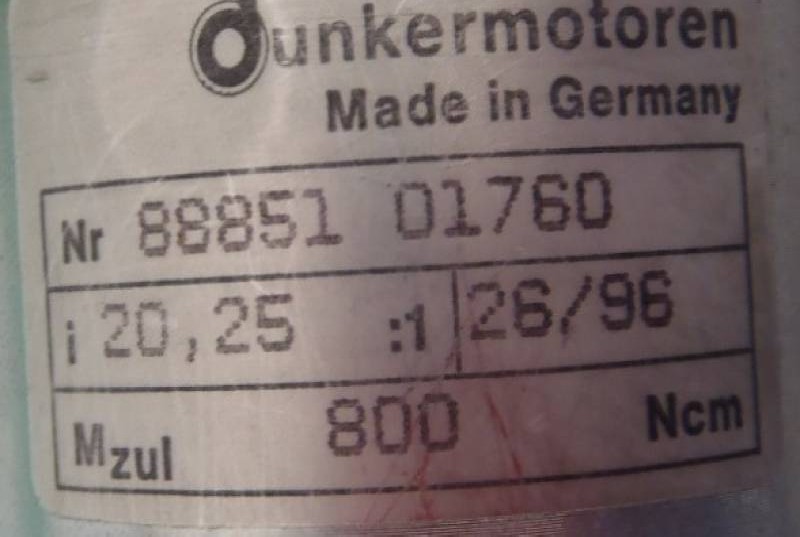 dunkermotoren
Made in Germany
Nr 88851 01760
i 20,25 :1 26/96
Mzul 800 Ncm